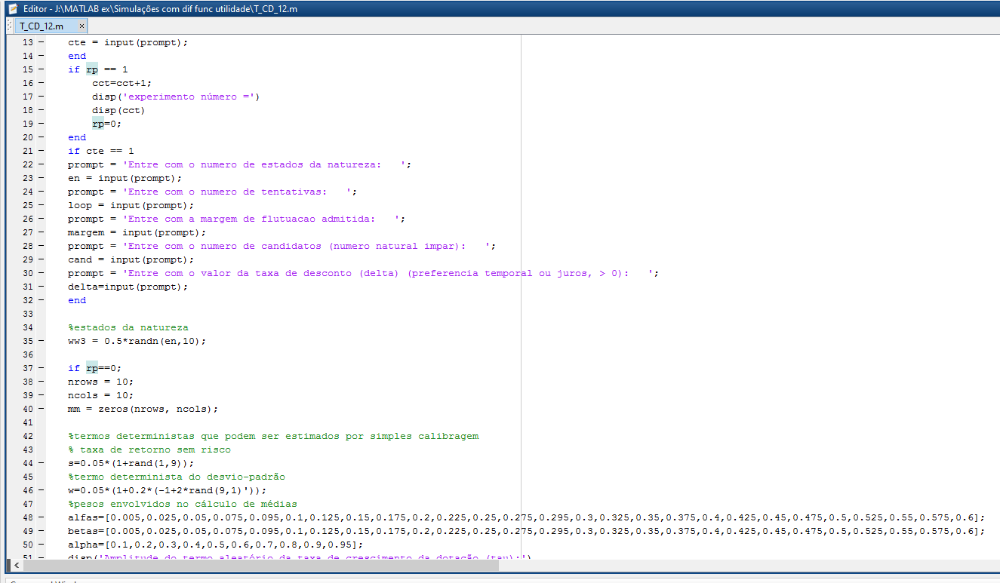 Editor - J:\MATLAB ex\Simulações com dif func utilidade\T_CD_12.m
T_CD_12.m ×
13 — cte = input(prompt);
14 — end
15 — if rp == 1
16 — cct=cct+1;
17 — disp('experimento número =')
18 — disp(cct)
19 — rp=0;
20 — end
21 — if cte == 1
22 — prompt = 'Entre com o numero de estados da natureza:   ';
23 — en = input(prompt);
24 — prompt = 'Entre com o numero de tentativas:   ';
25 — loop = input(prompt);
26 — prompt = 'Entre com a margem de flutuacao admitida:   ';
27 — margem = input(prompt);
28 — prompt = 'Entre com o numero de candidatos (numero natural impar):   ';
29 — cand = input(prompt);
30 — prompt = 'Entre com o valor da taxa de desconto (delta) (preferencia temporal ou juros, > 0):   ';
31 — delta=input(prompt);
32 — end
33
34 %estados da natureza
35 — ww3 = 0.5*randn(en,10);
36
37 — if rp==0;
38 — nrows = 10;
39 — ncols = 10;
40 — mm = zeros(nrows, ncols);
41
42 %termos deterministas que podem ser estimados por simples calibragem
43 % taxa de retorno sem risco
44 — s=0.05*(1+rand(1,9));
45 %termo determinista do desvio-padrão
46 — w=0.05*(1+0.2*(-1+2*rand(9,1)'));
47 %pesos envolvidos no cálculo de médias
48 — alfas=[0.005,0.025,0.05,0.075,0.095,0.1,0.125,0.15,0.175,0.2,0.225,0.25,0.275,0.295,0.3,0.325,0.35,0.375,0.4,0.425,0.45,0.475,0.5,0.525,0.55,0.575,0.6];
49 — betas=[0.005,0.025,0.05,0.075,0.095,0.1,0.125,0.15,0.175,0.2,0.225,0.25,0.275,0.295,0.3,0.325,0.35,0.375,0.4,0.425,0.45,0.475,0.5,0.525,0.55,0.575,0.6];
50 — alpha=[0.1,0.2,0.3,0.4,0.5,0.6,0.7,0.8,0.9,0.95];
51 — disp('Amplitude do termo aleatório da taxa de crescimento da dotação (tau):')